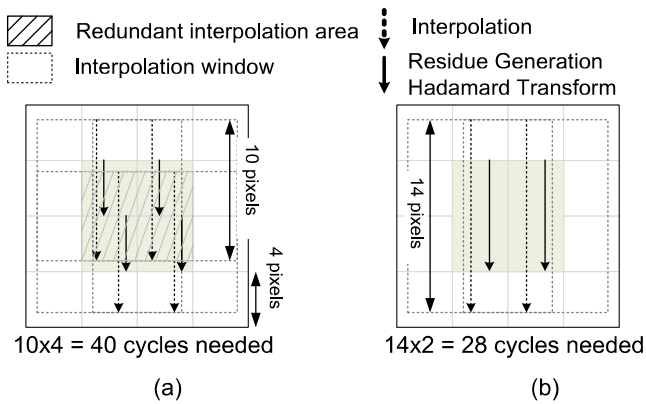 Redundant interpolation area
Interpolation window
Interpolation
Residue Generation
Hadamard Transform
10 pixels
4 pixels
14 pixels
10x4 = 40 cycles needed
14x2 = 28 cycles needed
(a)
(b)